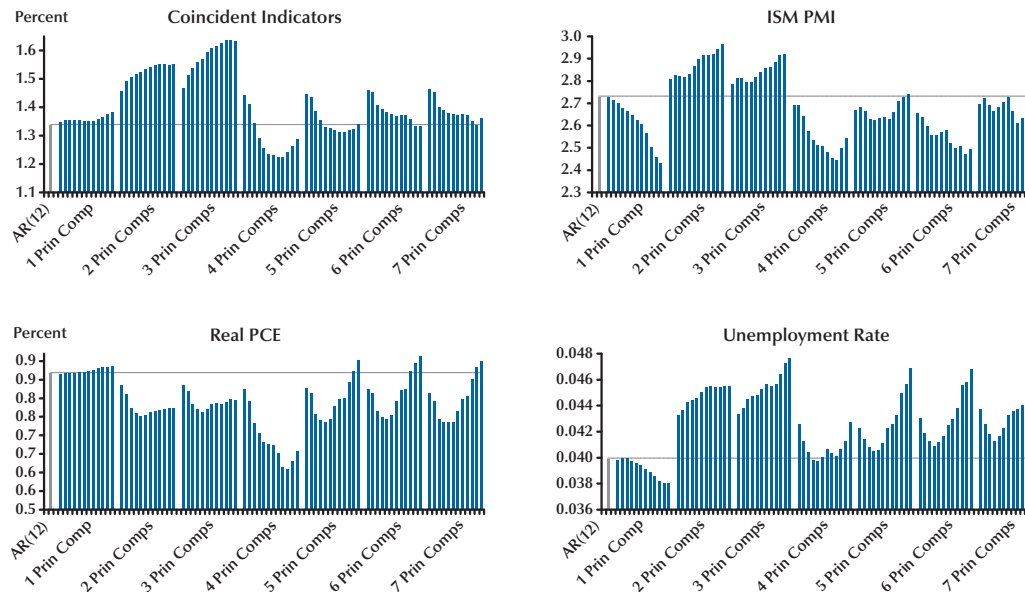 Percent
Coincident Indicators
1.6
1.5
1.4
1.3
1.2
1.1
AR(12)
1 Prin Comp
2 Prin Comps
3 Prin Comps
4 Prin Comps
5 Prin Comps
6 Prin Comps
7 Prin Comps
ISM PMI
3.0
2.9
2.8
2.7
2.6
2.5
2.4
2.3
AR(12)
1 Prin Comp
2 Prin Comps
3 Prin Comps
4 Prin Comps
5 Prin Comps
6 Prin Comps
7 Prin Comps
Percent
Real PCE
0.9
0.9
0.8
0.8
0.7
0.7
0.6
0.6
0.5
AR(12)
1 Prin Comp
2 Prin Comps
3 Prin Comps
4 Prin Comps
5 Prin Comps
6 Prin Comps
7 Prin Comps
Unemployment Rate
0.048
0.046
0.044
0.042
0.040
0.038
0.036
AR(12)
1 Prin Comp
2 Prin Comps
3 Prin Comps
4 Prin Comps
5 Prin Comps
6 Prin Comps
7 Prin Comps